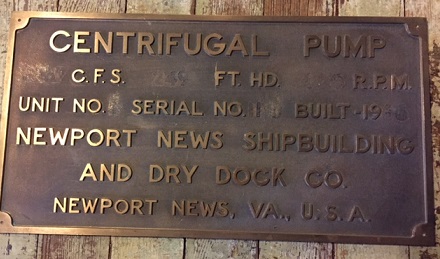 CENTRIFUGAL PUMP
C.F.S. FT. HD. R.P.M
UNIT NO. SERIAL NO. BUILT-19
NEWPORT NEWS SHIPBUILDING
AND DRY DOCK CO.
NEWPORT NEWS, VA., U.S.A.